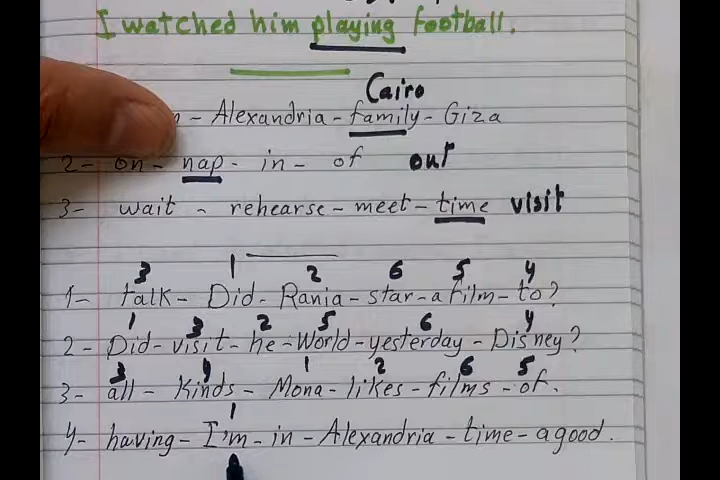 I watched him playing football.
Cairo
- Alexandria - family - Giza
2- on - nap - in - of out
3- wait - rehearse - meet - time visit
3 1 2 6 5 4
1- talk - Did - Rania - star - a film - to?
1 3 2 5 6 4
2- Did - visit - he - World - yesterday - Disney?
3 4 1 2 6 5
3- all - Kinds - Mona - likes - films - of.
1
4- having - I'm - in - Alexandria - time - a good.